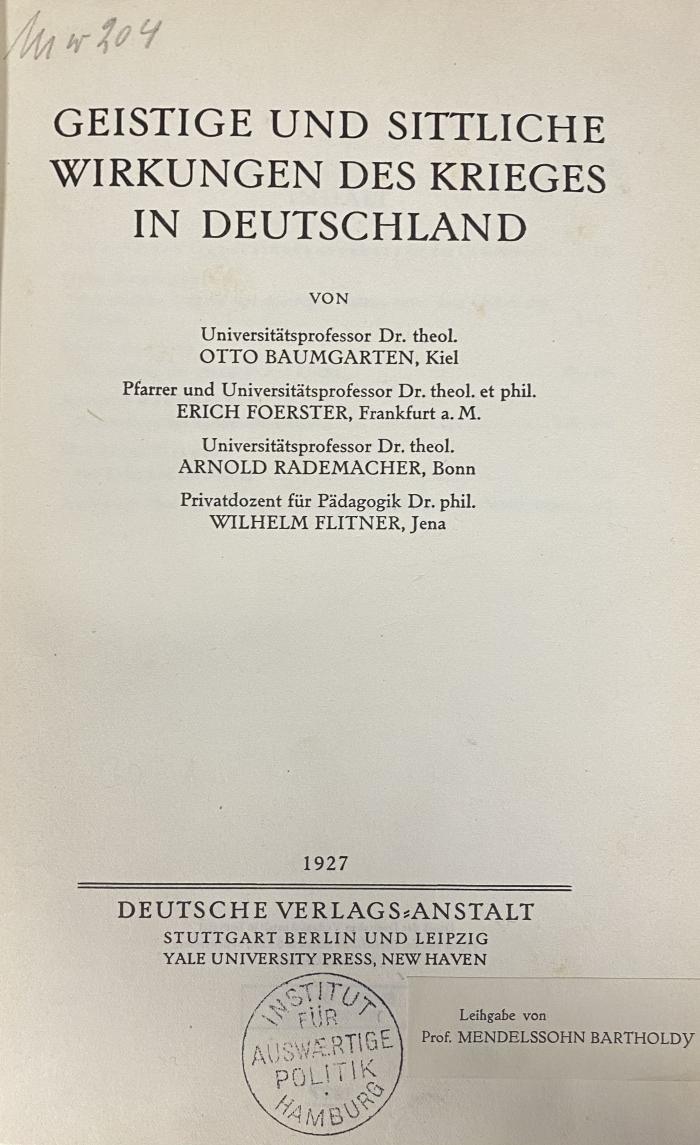 Mw 204
GEISTIGE UND SITTLICHE
WIRKUNGEN DES KRIEGES
IN DEUTSCHLAND
VON
Universitätsprofessor Dr. theol.
OTTO BAUMGARTEN, Kiel
Pfarrer und Universitätsprofessor Dr. theol. et phil.
ERICH FOERSTER, Frankfurt a. M.
Universitätsprofessor Dr. theol.
ARNOLD RADEMACHER, Bonn
Privatdozent für Pädagogik Dr. phil.
WILHELM FLITNER, Jena
1927
DEUTSCHE VERLAGS-ANSTALT
STUTTGART BERLIN UND LEIPZIG
YALE UNIVERSITY PRESS, NEW HAVEN
INSTITUT
FÜR
AUSWÆRTIGE
POLITIK
HAMBURG
Leihgabe von
Prof. MENDELSSOHN BARTHOLDY